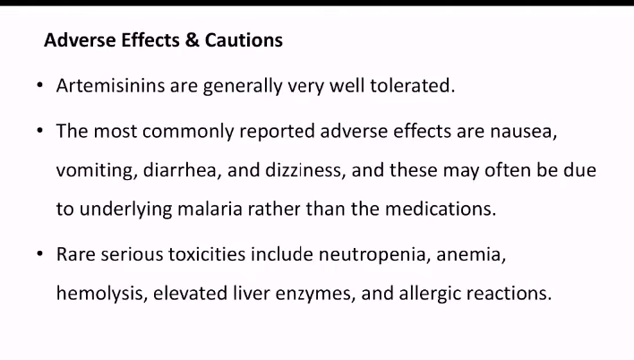 Adverse Effects & Cautions
• Artemisinins are generally very well tolerated.
• The most commonly reported adverse effects are nausea,
vomiting, diarrhea, and dizziness, and these may often be due
to underlying malaria rather than the medications.
• Rare serious toxicities include neutropenia, anemia,
hemolysis, elevated liver enzymes, and allergic reactions.